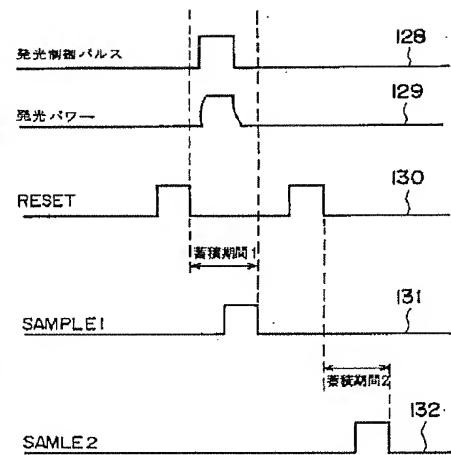 発光制御パルス 128
発光パワー 129
RESET 130
蓄積期間1
SAMPLE1 131
蓄積期間2
SAMLE2 132